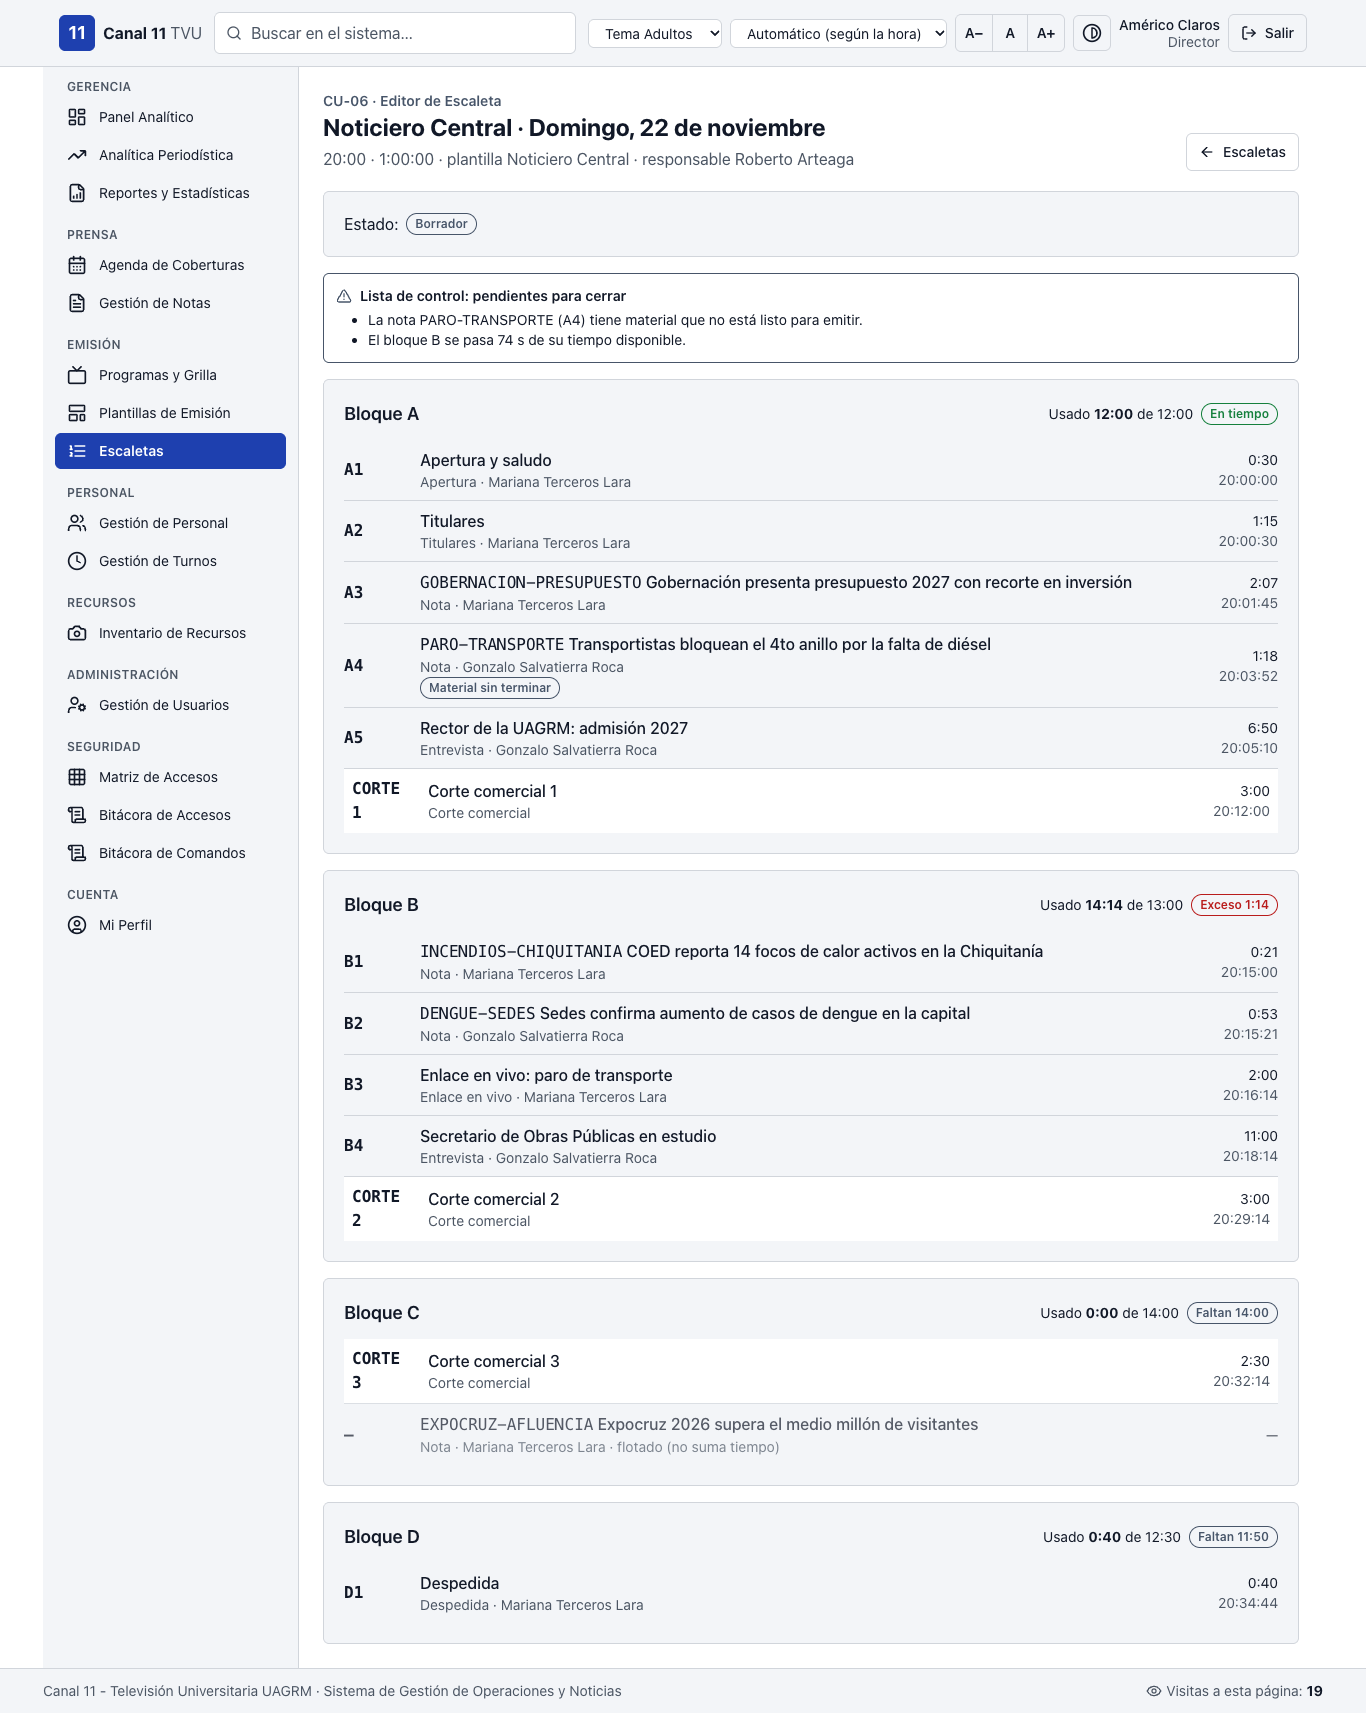 11 Canal 11 TVU
Buscar en el sistema...
Tema Adultos
Automático (según la hora)
A− A A+
Américo Claros
Director
Salir
GERENCIA
Panel Analítico
Analítica Periodística
Reportes y Estadísticas
PRENSA
Agenda de Coberturas
Gestión de Notas
EMISIÓN
Programas y Grilla
Plantillas de Emisión
Escaletas
PERSONAL
Gestión de Personal
Gestión de Turnos
RECURSOS
Inventario de Recursos
ADMINISTRACIÓN
Gestión de Usuarios
SEGURIDAD
Matriz de Accesos
Bitácora de Accesos
Bitácora de Comandos
CUENTA
Mi Perfil
CU-06 · Editor de Escaleta
Noticiero Central · Domingo, 22 de noviembre
20:00 · 1:00:00 · plantilla Noticiero Central · responsable Roberto Arteaga
Escaletas
Estado: Borrador
Lista de control: pendientes para cerrar
• La nota PARO-TRANSPORTE (A4) tiene material que no está listo para emitir.
• El bloque B se pasa 74 s de su tiempo disponible.
Bloque A
Usado 12:00 de 12:00 En tiempo
A1
Apertura y saludo
Apertura · Mariana Terceros Lara
0:30
20:00:00
A2
Titulares
Titulares · Mariana Terceros Lara
1:15
20:00:30
A3
GOBERNACION-PRESUPUESTO Gobernación presenta presupuesto 2027 con recorte en inversión
Nota · Mariana Terceros Lara
2:07
20:01:45
A4
PARO-TRANSPORTE Transportistas bloquean el 4to anillo por la falta de diésel
Nota · Gonzalo Salvatierra Roca
Material sin terminar
1:18
20:03:52
A5
Rector de la UAGRM: admisión 2027
Entrevista · Gonzalo Salvatierra Roca
6:50
20:05:10
CORTE
1
Corte comercial 1
Corte comercial
3:00
20:12:00
Bloque B
Usado 14:14 de 13:00 Exceso 1:14
B1
INCENDIOS-CHIQUITANIA COED reporta 14 focos de calor activos en la Chiquitanía
Nota · Mariana Terceros Lara
0:21
20:15:00
B2
DENGUE-SEDES Sedes confirma aumento de casos de dengue en la capital
Nota · Gonzalo Salvatierra Roca
0:53
20:15:21
B3
Enlace en vivo: paro de transporte
Enlace en vivo · Mariana Terceros Lara
2:00
20:16:14
B4
Secretario de Obras Públicas en estudio
Entrevista · Gonzalo Salvatierra Roca
11:00
20:18:14
CORTE
2
Corte comercial 2
Corte comercial
3:00
20:29:14
Bloque C
Usado 0:00 de 14:00 Faltan 14:00
CORTE
3
Corte comercial 3
Corte comercial
2:30
20:32:14
—
EXPOCRUZ-AFLUENCIA Expocruz 2026 supera el medio millón de visitantes
Nota · Mariana Terceros Lara · flotado (no suma tiempo)
—
Bloque D
Usado 0:40 de 12:30 Faltan 11:50
D1
Despedida
Despedida · Mariana Terceros Lara
0:40
20:34:44
Canal 11 - Televisión Universitaria UAGRM · Sistema de Gestión de Operaciones y Noticias
Visitas a esta página: 19